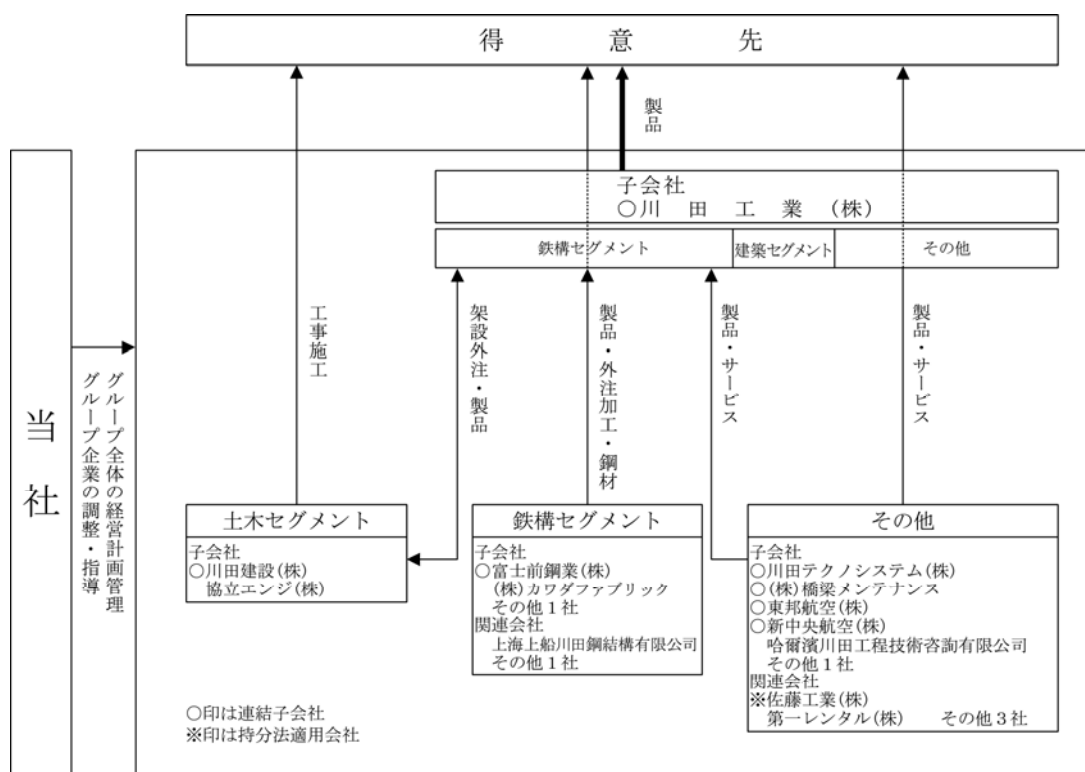 得意先
製品
子会社
○川田工業(株)
鉄構セグメント
建築セグメント
その他
工事施工
架設外注・製品
製品・外注加工・鋼材
製品・サービス
製品・サービス
当社
グループ全体の経営計画管理
グループ企業の調整・指導
土木セグメント
子会社
○川田建設(株)
協立エンジ(株)
鉄構セグメント
子会社
○富士前鋼業(株)
(株)カワダファブリック
その他1社
関連会社
上海上船川田鋼結構有限公司
その他1社
その他
子会社
○川田テクノシステム(株)
○(株)橋梁メンテナンス
○東邦航空(株)
○新中央航空(株)
哈爾濱川田工程技術咨詢有限公司
その他1社
関連会社
※佐藤工業(株)
第一レンタル(株) その他3社
○印は連結子会社
※印は持分法適用会社